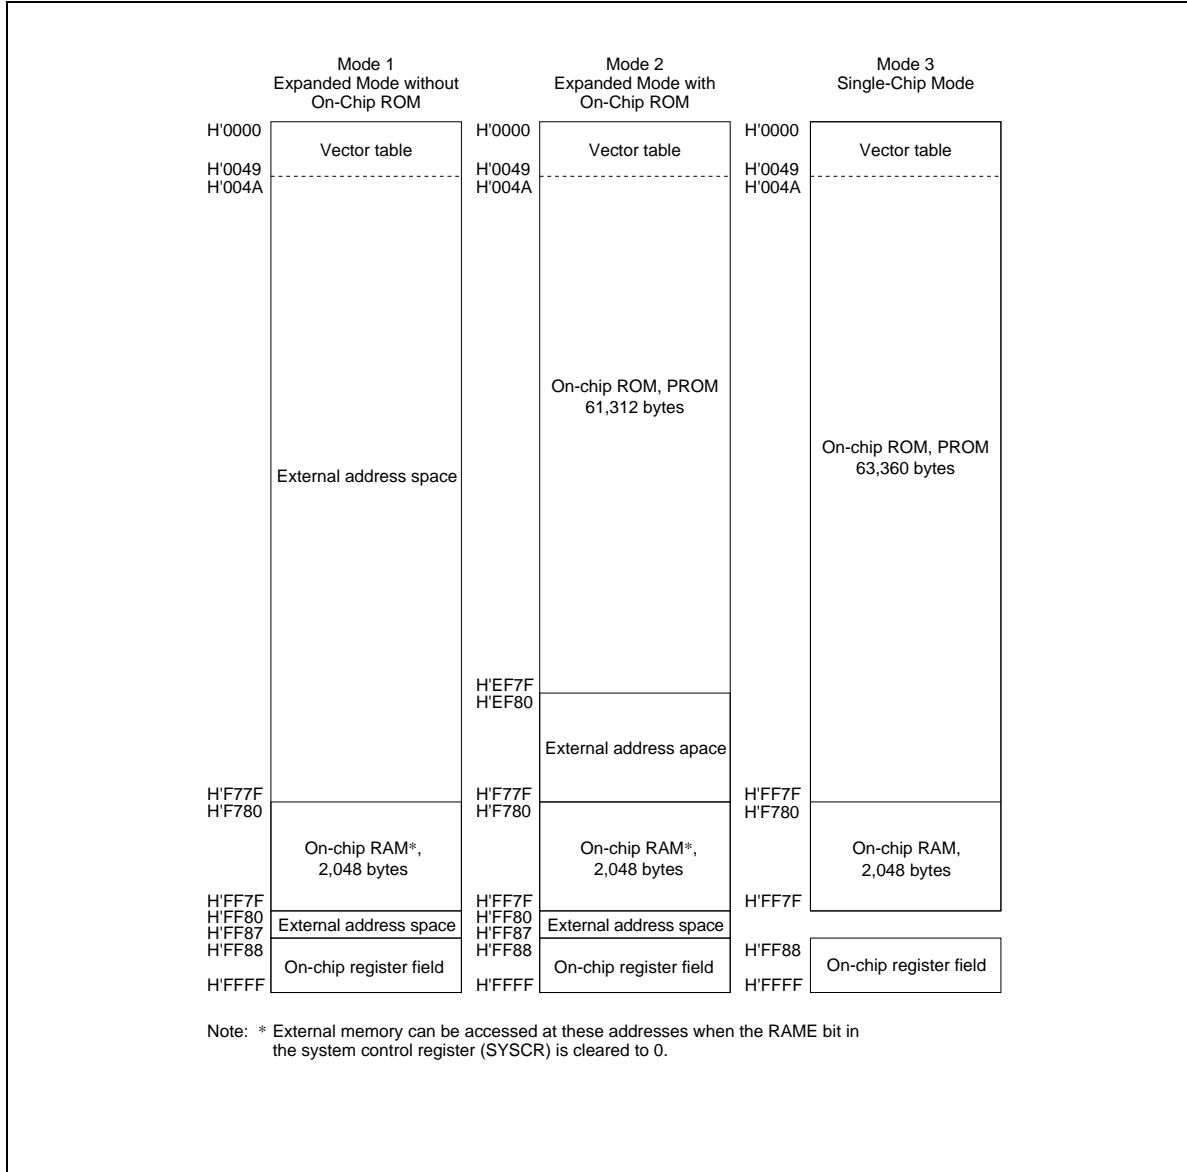 Mode 1
Expanded Mode without
On-Chip ROM
H'0000
Vector table
H'0049
H'004A
External address space
H'F77F
H'F780
On-chip RAM*,
2,048 bytes
H'FF7F
H'FF80
External address space
H'FF87
H'FF88
On-chip register field
H'FFFF
Mode 2
Expanded Mode with
On-Chip ROM
H'0000
Vector table
H'0049
H'004A
On-chip ROM, PROM
61,312 bytes
H'EF7F
H'EF80
External address apace
H'F77F
H'F780
On-chip RAM*,
2,048 bytes
H'FF7F
H'FF80
External address space
H'FF87
H'FF88
On-chip register field
H'FFFF
Mode 3
Single-Chip Mode
H'0000
Vector table
H'0049
H'004A
On-chip ROM, PROM
63,360 bytes
H'FF7F
H'F780
On-chip RAM,
2,048 bytes
H'FF7F
H'FF88
On-chip register field
H'FFFF
Note: * External memory can be accessed at these addresses when the RAME bit in
the system control register (SYSCR) is cleared to 0.